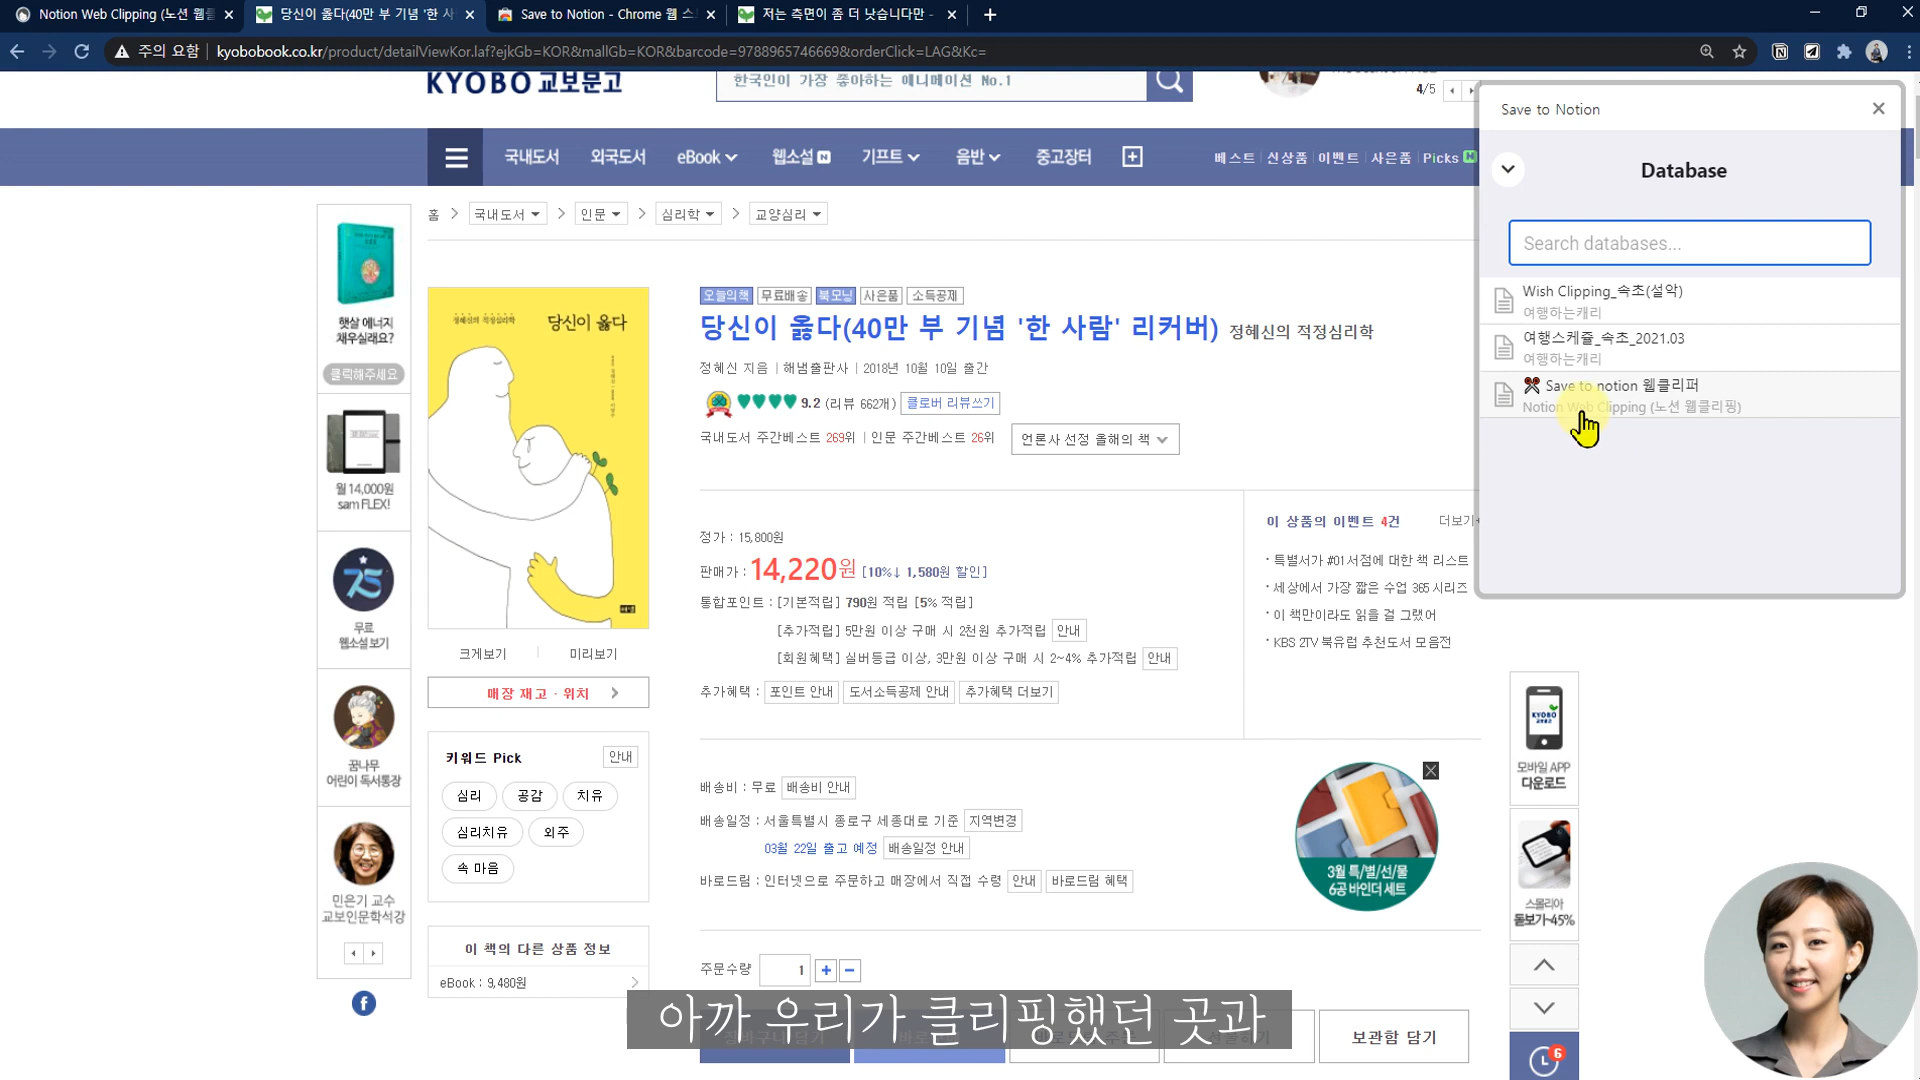 Notion Web Clipping (노션 웹클
당신이 옳다(40만 부 기념 '한 사
Save to Notion - Chrome 웹 스
저는 측면이 좀 더 낫습니다만 -
주의 요함 | kyobobook.co.kr/product/detailViewKor.laf?ejkGb=KOR&mallGb=KOR&barcode=9788965746669&orderClick=LAG&Kc=
KYOBO 교보문고
한국인이 가장 좋아하는 애니메이션 No.1
4/5
국내도서 외국도서 eBook 웹소설 N 기프트 음반 중고장터
베스트 | 신상품 | 이벤트 | 사은품 | Picks N
홈 > 국내도서 > 인문 > 심리학 > 교양심리
햇살 에너지
채우실래요?
클릭해주세요
월14,000원
sam FLEX!
75
무료
웹소설보기
꿈나무
어린이 독서통장
민은기 교수
교보인문학석강
정혜신의 적정심리학
당신이 옳다
해냄
크게보기 | 미리보기
매장 재고 · 위치 >
키워드 Pick 안내
심리 공감 치유
심리치유 외주
속 마음
이 책의 다른 상품 정보
eBook : 9,480원
오늘의책 무료배송 북모닝 사은품 소득공제
당신이 옳다(40만 부 기념 '한 사람' 리커버) 정혜신의 적정심리학
정혜신 지음 | 해냄출판사 | 2018년 10월 10일 출간
9.2 (리뷰 662개) 클로버 리뷰쓰기
국내도서 주간베스트 269위 | 인문 주간베스트 26위 언론사 선정 올해의 책
정가 : 15,800원
판매가 : 14,220원 [10%↓ 1,580원 할인]
통합포인트 : [기본적립] 790원 적립 [5% 적립]
[추가적립] 5만원 이상 구매 시 2천원 추가적립 안내
[회원혜택] 실버등급 이상, 3만원 이상 구매 시 2~4% 추가적립 안내
추가혜택 : 포인트 안내 도서소득공제 안내 추가혜택 더보기
이 상품의 이벤트 4건 더보기+
· 특별서가 #01 서점에 대한 책 리스트
· 세상에서 가장 짧은 수업 365 시리즈
· 이 책만이라도 읽을 걸 그랬어
· KBS 2TV 북유럽 추천도서 모음전
배송비 : 무료 배송비 안내
배송일정 : 서울특별시 종로구 세종대로 기준 지역변경
03월 22일 출고 예정 배송일정 안내
바로드림 : 인터넷으로 주문하고 매장에서 직접 수령 안내 바로드림 혜택
3월 특/별/선/물
6공 바인더 세트
주문수량 1
보관함 담기
Save to Notion
Database
Search databases...
Wish Clipping_속초(설악)
여행하는캐리
여행스케쥴_속초_2021.03
여행하는캐리
Save to notion 웹클리퍼
Notion Web Clipping (노션 웹클리핑)
KYOBO
교보문고
모바일 APP
다운로드
스몰리아
돋보기~45%
6
아까 우리가 클리핑했던 곳과